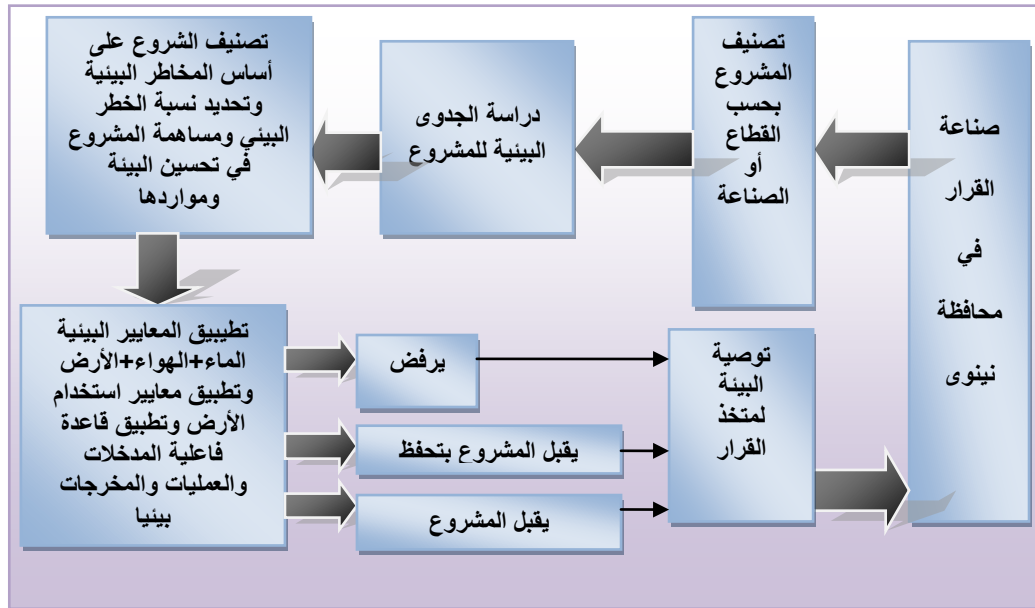 صناعة
القرار
في
محافظة
نينوى
تصنيف
المشروع
بحسب
القطاع
أو
الصناعة
دراسة الجدوى
البيئية للمشروع
تصنيف الشروع على
أساس المخاطر البيئية
وتحديد نسبة الخطر
البيئي ومساهمة المشروع
في تحسين البيئة
ومواردها
تطبييق المعايير البيئية
الماء+الهواء+الأرض
وتطبيق معايير استخدام
الأرض وتطبيق قاعدة
فاعلية المدخلات
والعمليات والمخرجات
بيئيا
يرفض
يقبل المشروع بتحفظ
يقبل المشروع
توصية
البيئة
لمتخذ
القرار